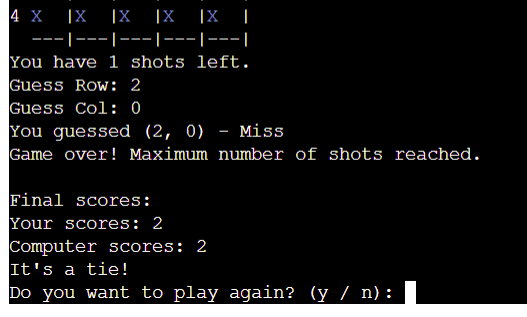 4 X  |X  |X  |X  |X  |
  ---|---|---|---|---|
You have 1 shots left.
Guess Row: 2
Guess Col: 0
You guessed (2, 0) - Miss
Game over! Maximum number of shots reached.
Final scores:
Your scores: 2
Computer scores: 2
It's a tie!
Do you want to play again? (y / n):